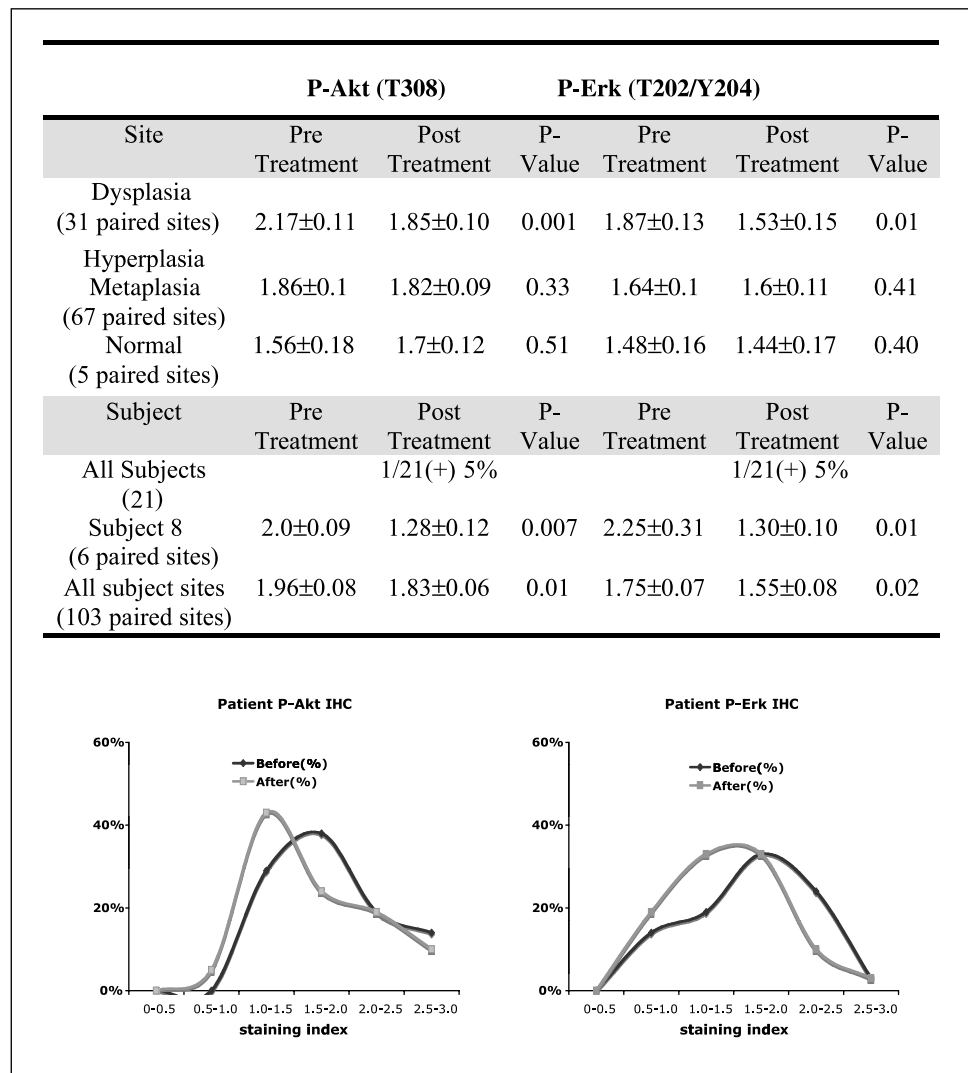 P-Akt (T308) P-Erk (T202/Y204)
Site Pre Post P- Pre Post P-
Treatment Treatment Value Treatment Treatment Value
Dysplasia
(31 paired sites) 2.17±0.11 1.85±0.10 0.001 1.87±0.13 1.53±0.15 0.01
Hyperplasia
Metaplasia 1.86±0.1 1.82±0.09 0.33 1.64±0.1 1.6±0.11 0.41
(67 paired sites)
Normal 1.56±0.18 1.7±0.12 0.51 1.48±0.16 1.44±0.17 0.40
(5 paired sites)
Subject Pre Post P- Pre Post P-
Treatment Treatment Value Treatment Treatment Value
All Subjects 1/21(+) 5% 1/21(+) 5%
(21)
Subject 8 2.0±0.09 1.28±0.12 0.007 2.25±0.31 1.30±0.10 0.01
(6 paired sites)
All subject sites 1.96±0.08 1.83±0.06 0.01 1.75±0.07 1.55±0.08 0.02
(103 paired sites)
Patient P-Akt IHC
60%
Before(%)
After(%)
40%
20%
0%
0-0.5 0.5-1.0 1.0-1.5 1.5-2.0 2.0-2.5 2.5-3.0
staining index
Patient P-Erk IHC
60%
Before(%)
After(%)
40%
20%
0%
0-0.5 0.5-1.0 1.0-1.5 1.5-2.0 2.0-2.5 2.5-3.0
staining index